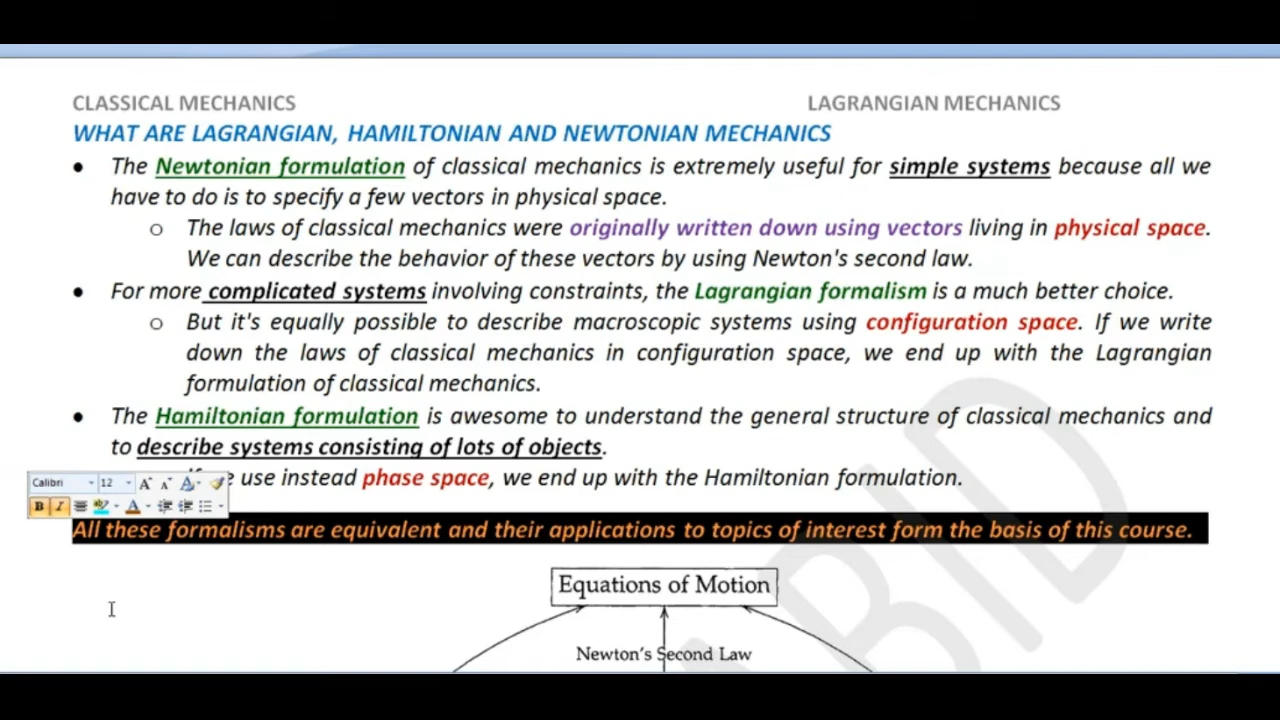 CLASSICAL MECHANICS LAGRANGIAN MECHANICS
WHAT ARE LAGRANGIAN, HAMILTONIAN AND NEWTONIAN MECHANICS
• The Newtonian formulation of classical mechanics is extremely useful for simple systems because all we
have to do is to specify a few vectors in physical space.
o The laws of classical mechanics were originally written down using vectors living in physical space.
We can describe the behavior of these vectors by using Newton's second law.
• For more complicated systems involving constraints, the Lagrangian formalism is a much better choice.
o But it's equally possible to describe macroscopic systems using configuration space. If we write
down the laws of classical mechanics in configuration space, we end up with the Lagrangian
formulation of classical mechanics.
• The Hamiltonian formulation is awesome to understand the general structure of classical mechanics and
to describe systems consisting of lots of objects.
use instead phase space, we end up with the Hamiltonian formulation.
Calibri 12
B I
All these formalisms are equivalent and their applications to topics of interest form the basis of this course.
Equations of Motion
Newton's Second Law